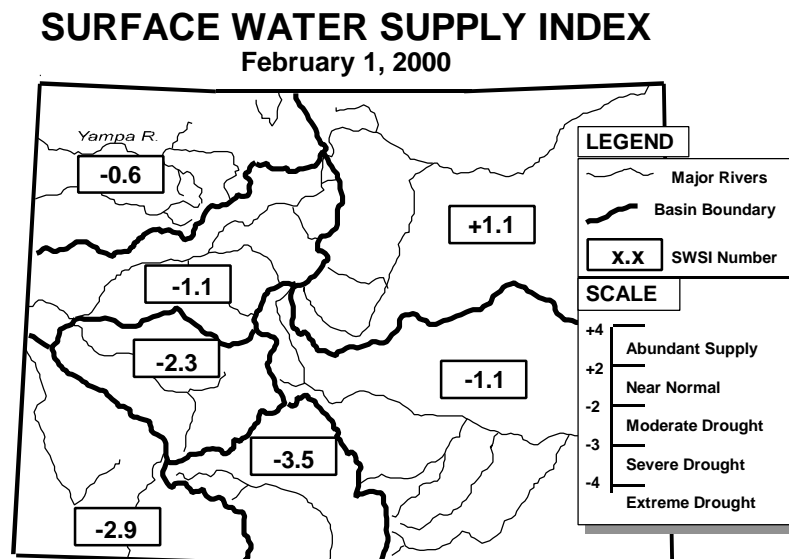 SURFACE WATER SUPPLY INDEX
February 1, 2000
Yampa R.
-0.6
+1.1
-1.1
-2.3
-1.1
-3.5
-2.9
LEGEND
Major Rivers
Basin Boundary
x.x SWSI Number
SCALE
+4
Abundant Supply
+2
Near Normal
-2
Moderate Drought
-3
Severe Drought
-4
Extreme Drought